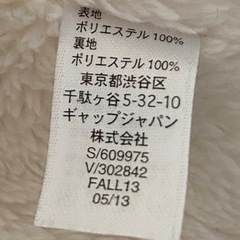 表地
ポリエステル 100%
裏地
ポリエステル 100%
東京都渋谷区
千駄ヶ谷5-32-10
ギャップジャパン
株式会社
S/609975
V/302842
FALL13
05/13